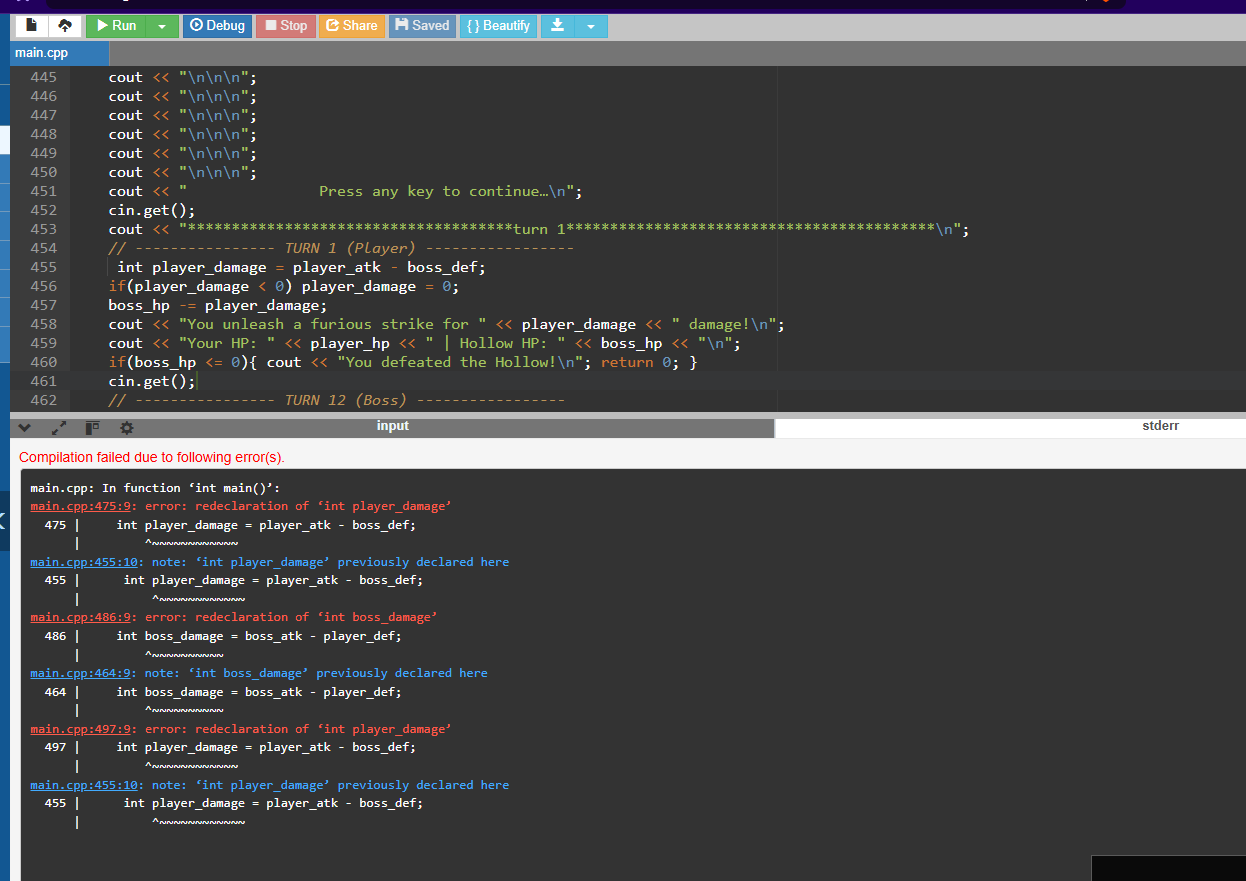 Run Debug Stop Share Saved {} Beautify
main.cpp
445 cout << "\n\n\n";
446 cout << "\n\n\n";
447 cout << "\n\n\n";
448 cout << "\n\n\n";
449 cout << "\n\n\n";
450 cout << "\n\n\n";
451 cout << "               Press any key to continue…\n";
452 cin.get();
453 cout << "*************************************turn 1******************************************\n";
454 // ---------------- TURN 1 (Player) -----------------
455 int player_damage = player_atk - boss_def;
456 if(player_damage < 0) player_damage = 0;
457 boss_hp -= player_damage;
458 cout << "You unleash a furious strike for " << player_damage << " damage!\n";
459 cout << "Your HP: " << player_hp << " | Hollow HP: " << boss_hp << "\n";
460 if(boss_hp <= 0){ cout << "You defeated the Hollow!\n"; return 0; }
461 cin.get();
462 // ---------------- TURN 12 (Boss) -----------------
input stderr
Compilation failed due to following error(s).
main.cpp: In function ‘int main()’:
main.cpp:475:9: error: redeclaration of ‘int player_damage’
475 |     int player_damage = player_atk - boss_def;
|         ^~~~~~~~~~~~~
main.cpp:455:10: note: ‘int player_damage’ previously declared here
455 |      int player_damage = player_atk - boss_def;
|          ^~~~~~~~~~~~~
main.cpp:486:9: error: redeclaration of ‘int boss_damage’
486 |     int boss_damage = boss_atk - player_def;
|         ^~~~~~~~~~~
main.cpp:464:9: note: ‘int boss_damage’ previously declared here
464 |     int boss_damage = boss_atk - player_def;
|         ^~~~~~~~~~~
main.cpp:497:9: error: redeclaration of ‘int player_damage’
497 |     int player_damage = player_atk - boss_def;
|         ^~~~~~~~~~~~~
main.cpp:455:10: note: ‘int player_damage’ previously declared here
455 |      int player_damage = player_atk - boss_def;
|          ^~~~~~~~~~~~~